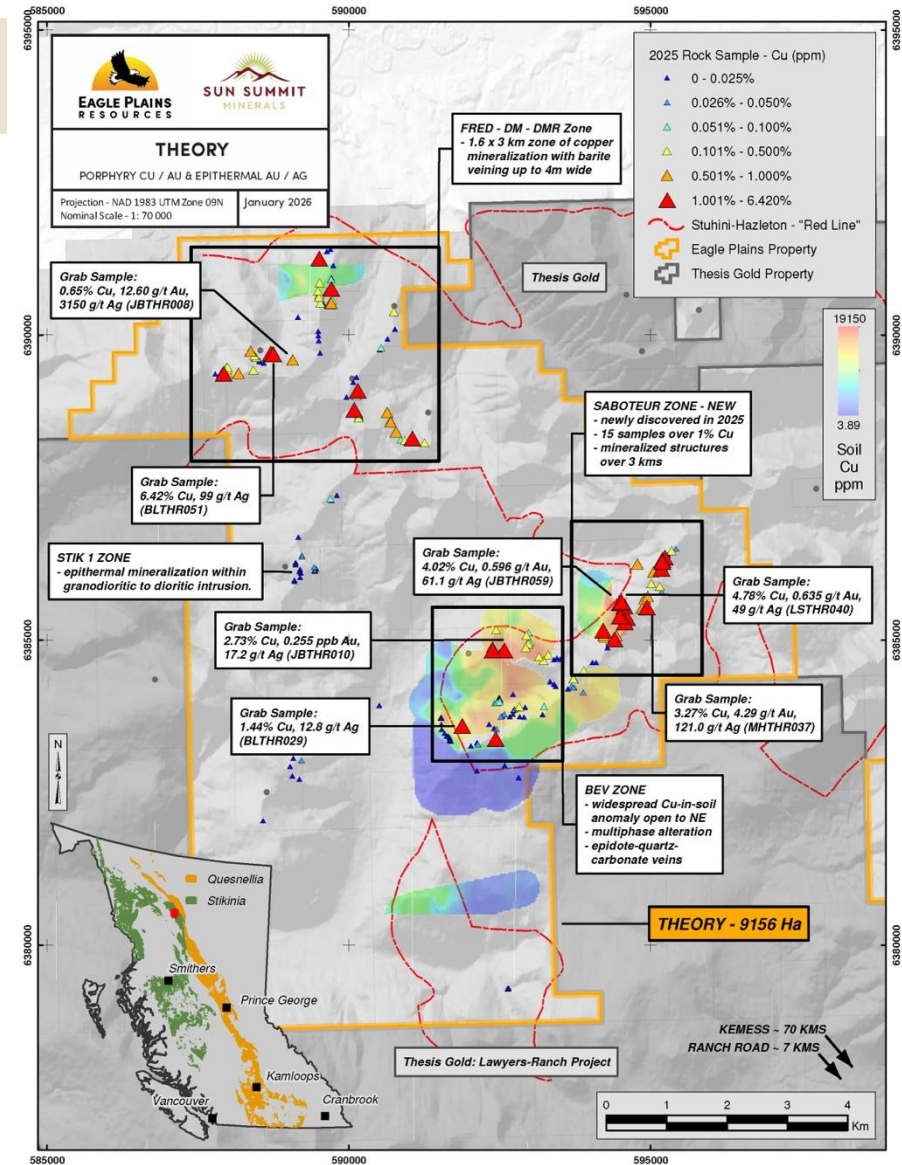 585000
590000
595000
6395000
6395000
EAGLE PLAINS
RESOURCES
SUN SUMMIT
MINERALS
THEORY
PORPHYRY CU / AU & EPITHERMAL AU / AG
Projection - NAD 1983 UTM Zone 09N
Nominal Scale - 1: 70 000
January 2026
2025 Rock Sample - Cu (ppm)
0 - 0.025%
0.026% - 0.050%
0.051% - 0.100%
0.101% - 0.500%
0.501% - 1.000%
1.001% - 6.420%
Stuhini-Hazleton - "Red Line"
Eagle Plains Property
Thesis Gold Property
FRED - DM - DMR Zone
- 1.6 x 3 km zone of copper
mineralization with barite
veining up to 4m wide
Thesis Gold
Grab Sample:
0.65% Cu, 12.60 g/t Au,
3150 g/t Ag (JBTHR008)
19150
3.89
Soil
Cu
ppm
6390000
6390000
SABOTEUR ZONE - NEW
- newly discovered in 2025
- 15 samples over 1% Cu
- mineralized structures
over 3 kms
Grab Sample:
6.42% Cu, 99 g/t Ag
(BLTHR051)
STIK 1 ZONE
- epithermal mineralization within
granodioritic to dioritic intrusion.
Grab Sample:
4.02% Cu, 0.596 g/t Au,
61.1 g/t Ag (JBTHR059)
Grab Sample:
4.78% Cu, 0.635 g/t Au,
49 g/t Ag (LSTHR040)
Grab Sample:
2.73% Cu, 0.255 ppb Au,
17.2 g/t Ag (JBTHR010)
6385000
6385000
Grab Sample:
1.44% Cu, 12.8 g/t Ag
(BLTHR029)
Grab Sample:
3.27% Cu, 4.29 g/t Au,
121.0 g/t Ag (MHTHR037)
N
BEV ZONE
- widespread Cu-in-soil
anomaly open to NE
- multiphase alteration
- epidote-quartz-
carbonate veins
Quesnellia
Stikinia
THEORY - 9156 Ha
6380000
6380000
Smithers
Prince George
Kamloops
Vancouver
Cranbrook
KEMESS ~ 70 KMS
RANCH ROAD ~ 7 KMS
Thesis Gold: Lawyers-Ranch Project
0 1 2 3 4
Km
585000
590000
595000